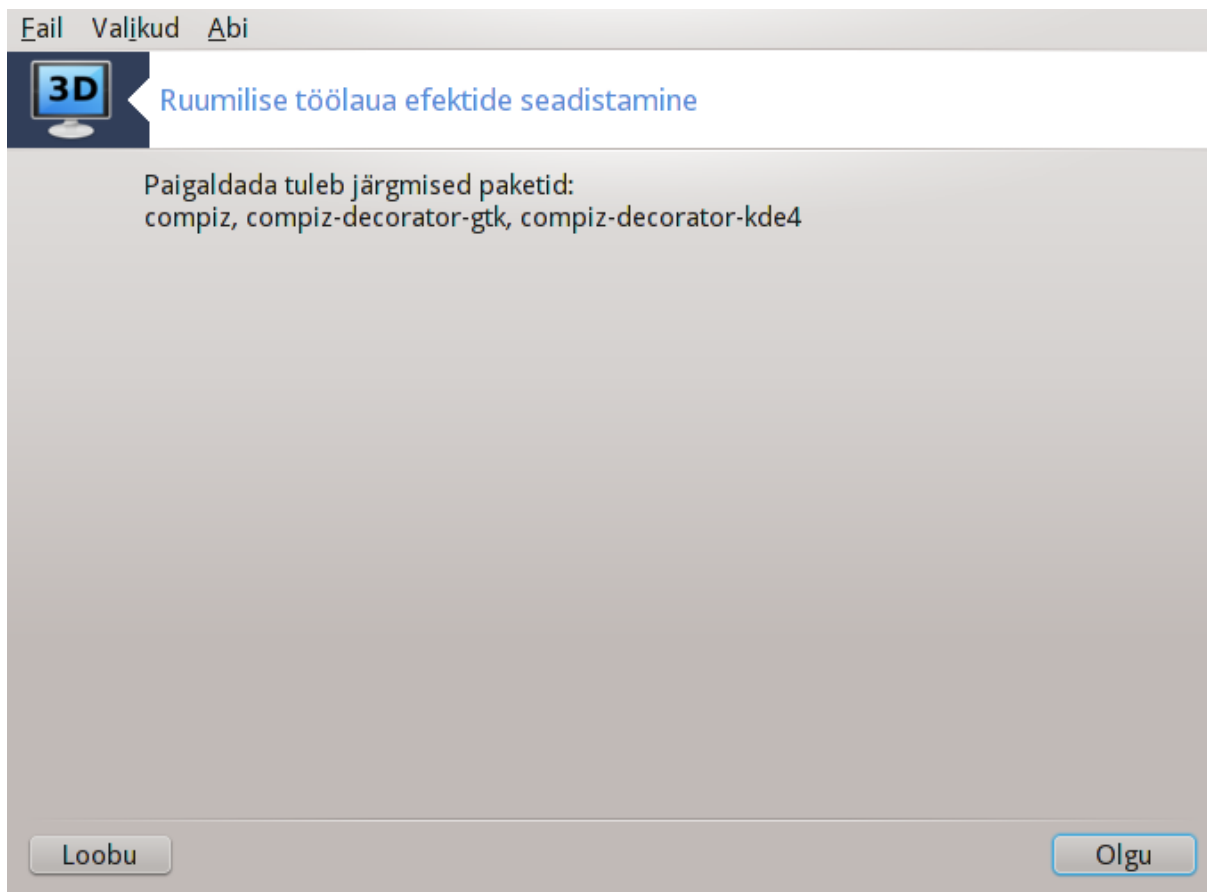 Fail Valikud Abi
3D
Ruumilise töölaua efektide seadistamine
Paigaldada tuleb järgmised paketid:
compiz, compiz-decorator-gtk, compiz-decorator-kde4
Loobu Olgu